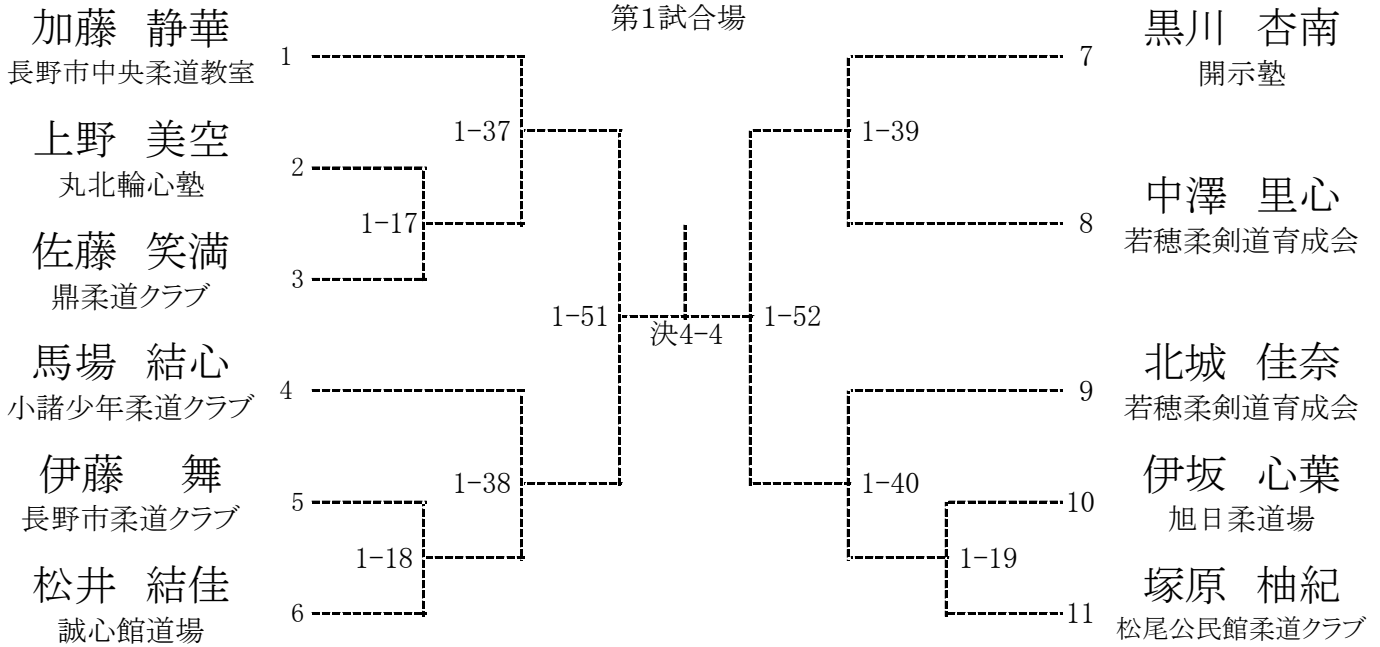 第1試合場
加藤 静華
長野市中央柔道教室
1
上野 美空
丸北輪心塾
2
佐藤 笑満
鼎柔道クラブ
3
馬場 結心
小諸少年柔道クラブ
4
伊藤 舞
長野市柔道クラブ
5
松井 結佳
誠心館道場
6
1-37
1-17
1-51
1-38
1-18
決4-4
1-52
1-39
1-40
1-19
7
黒川 杏南
開示塾
8
中澤 里心
若穂柔剣道育成会
9
北城 佳奈
若穂柔剣道育成会
10
伊坂 心葉
旭日柔道場
11
塚原 柚紀
松尾公民館柔道クラブ